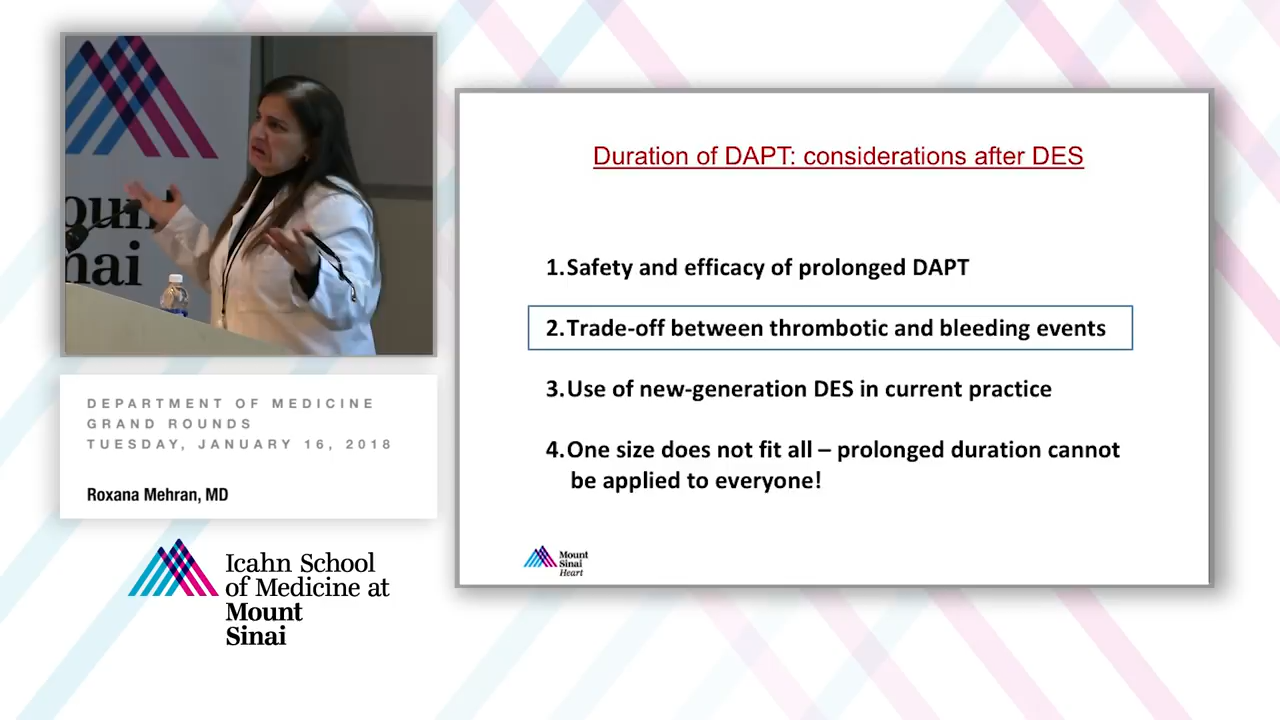 Mount
Sinai
DEPARTMENT OF MEDICINE
GRAND ROUNDS
TUESDAY, JANUARY 16, 2018
Roxana Mehran, MD
Icahn School
of Medicine at
Mount
Sinai
Duration of DAPT: considerations after DES
1.Safety and efficacy of prolonged DAPT
2.Trade-off between thrombotic and bleeding events
3.Use of new-generation DES in current practice
4.One size does not fit all – prolonged duration cannot
be applied to everyone!
Mount
Sinai
Heart